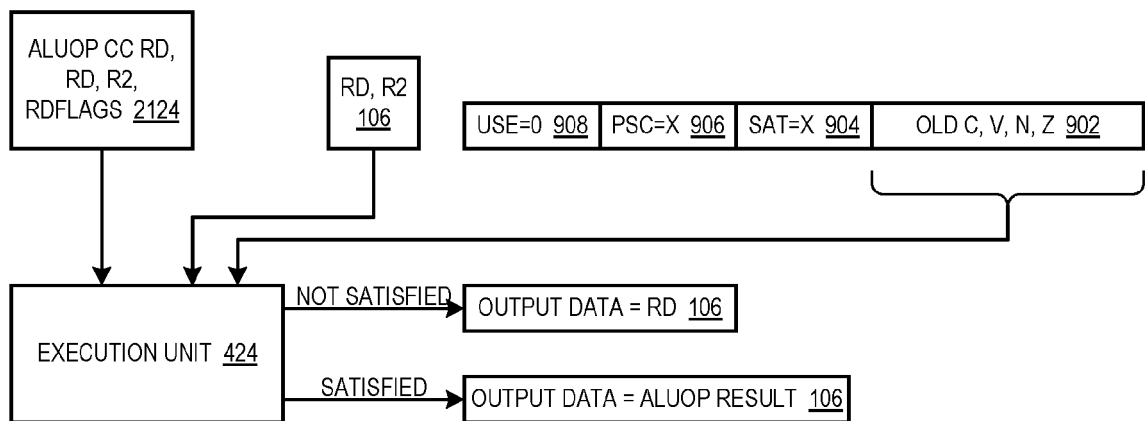 ALUOP CC RD,
RD, R2,
RDFLAGS 2124
RD, R2
106
USE=0 908
PSC=X 906
SAT=X 904
OLD C, V, N, Z 902
NOT SATISFIED
OUTPUT DATA = RD 106
EXECUTION UNIT 424
SATISFIED
OUTPUT DATA = ALUOP RESULT 106